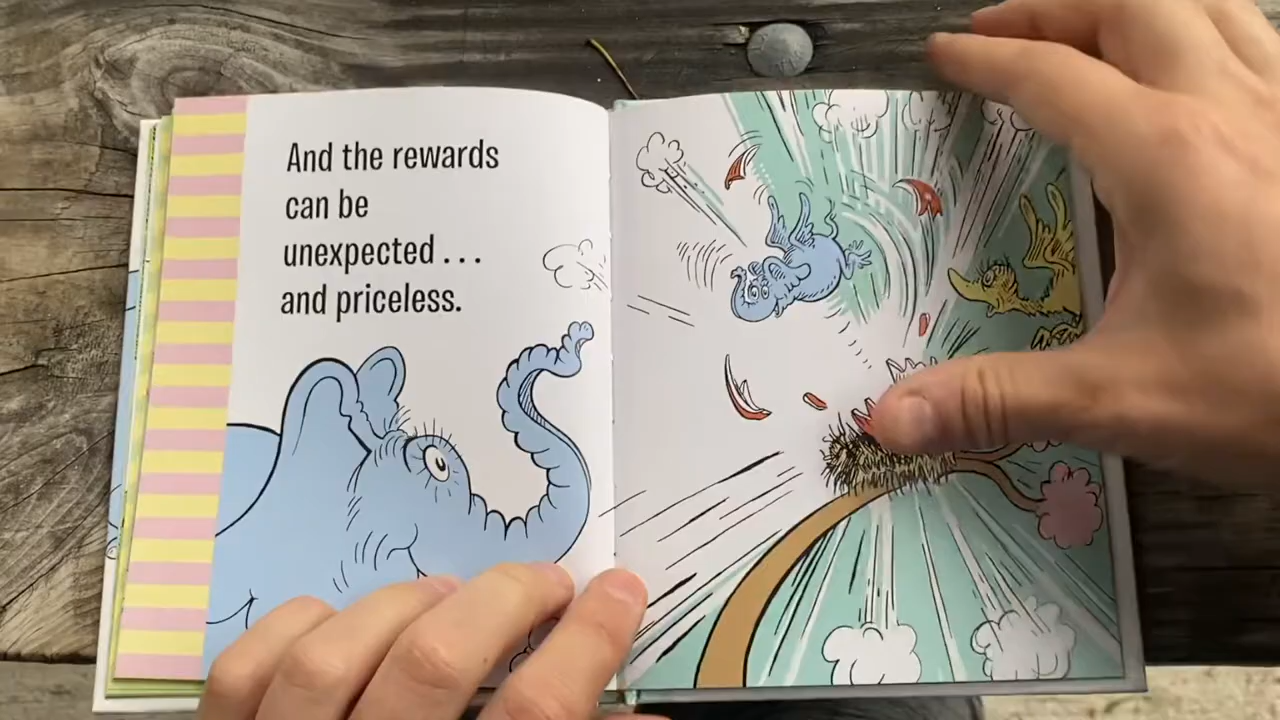 And the rewards
can be
unexpected . . .
and priceless.